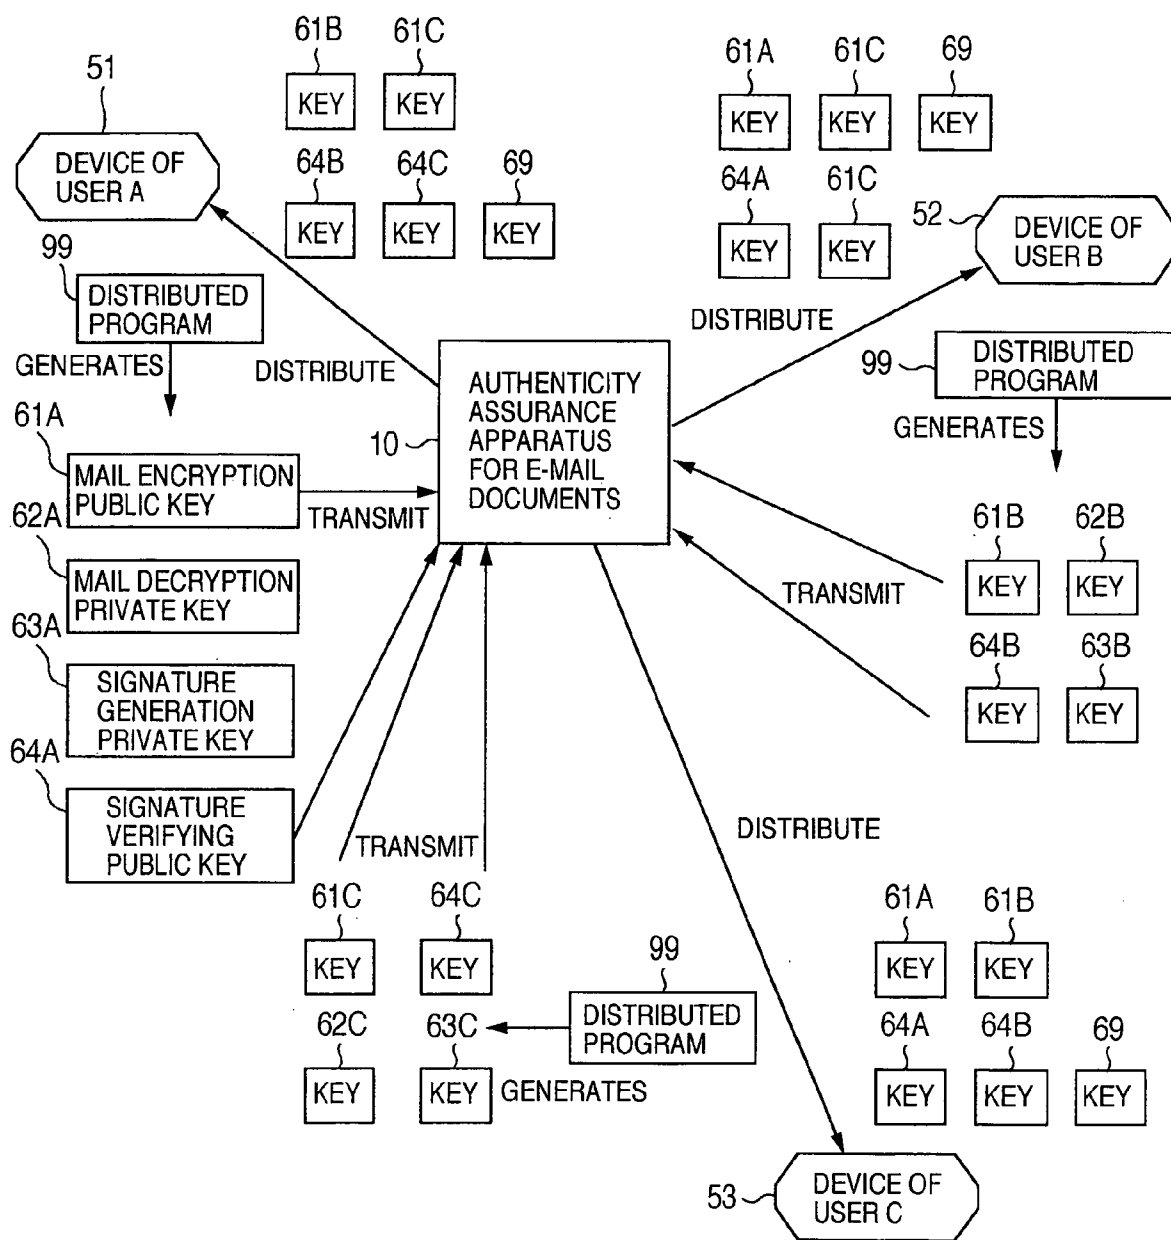 61B 61C
KEY KEY
64B 64C 69
KEY KEY KEY
51
DEVICE OF
USER A
61A 61C 69
KEY KEY KEY
64A 61C
KEY KEY
52
DEVICE OF
USER B
99
DISTRIBUTED
PROGRAM
GENERATES
DISTRIBUTE
DISTRIBUTE
99
DISTRIBUTED
PROGRAM
GENERATES
10
AUTHENTICITY
ASSURANCE
APPARATUS
FOR E-MAIL
DOCUMENTS
61A
MAIL ENCRYPTION
PUBLIC KEY
TRANSMIT
62A
MAIL DECRYPTION
PRIVATE KEY
63A
SIGNATURE
GENERATION
PRIVATE KEY
64A
SIGNATURE
VERIFYING
PUBLIC KEY
61B 62B
KEY KEY
TRANSMIT
64B 63B
KEY KEY
TRANSMIT
DISTRIBUTE
61C 64C
KEY KEY
62C 63C
KEY KEY
GENERATES
99
DISTRIBUTED
PROGRAM
61A 61B
KEY KEY
64A 64B 69
KEY KEY KEY
53
DEVICE OF
USER C